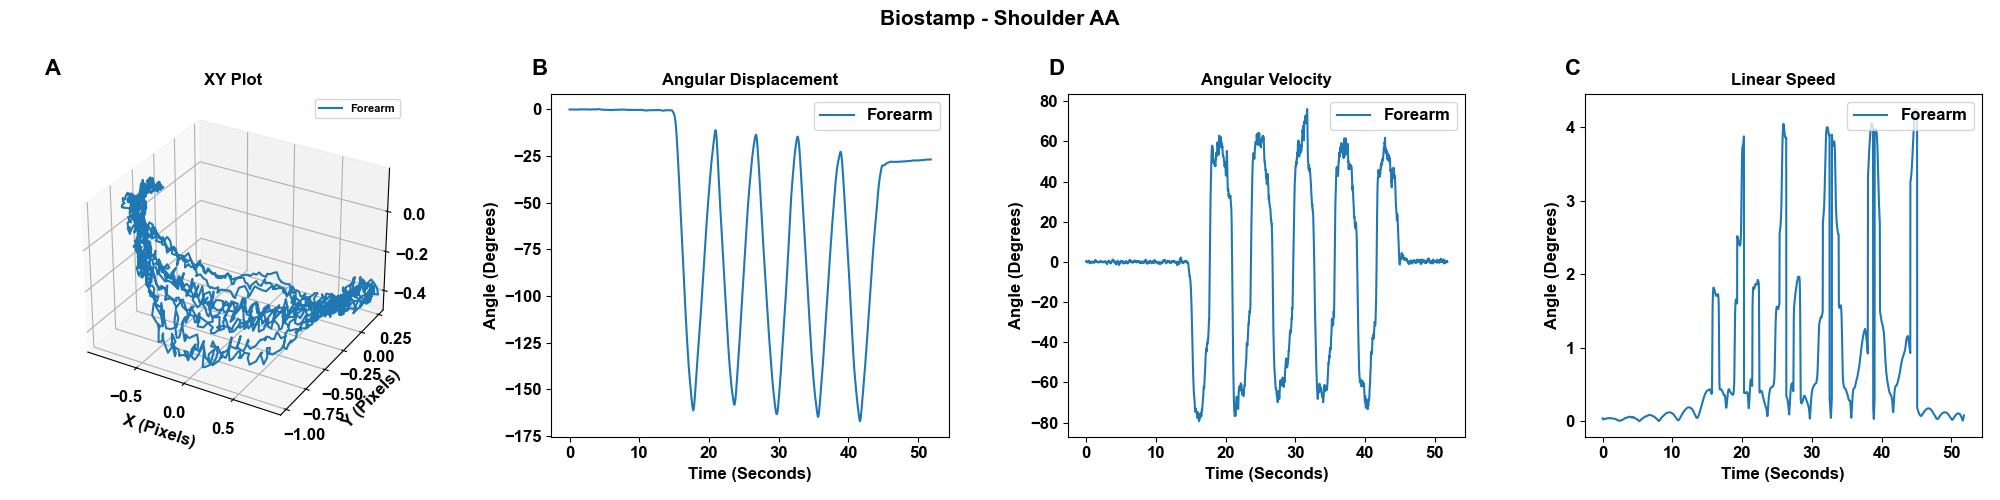 Biostamp - Shoulder AA
A
XY Plot
Forearm
0.0
−0.2
−0.4
0.25
0.00
−0.25
−0.50
−0.75
−1.00
Y (Pixels)
−0.5
0.0
0.5
X (Pixels)
B
Angular Displacement
Forearm
0
−25
−50
−75
−100
−125
−150
−175
Angle (Degrees)
0 10 20 30 40 50
Time (Seconds)
D
Angular Velocity
Forearm
80
60
40
20
0
−20
−40
−60
−80
Angle (Degrees)
0 10 20 30 40 50
Time (Seconds)
C
Linear Speed
Forearm
4
3
2
1
0
Angle (Degrees)
0 10 20 30 40 50
Time (Seconds)